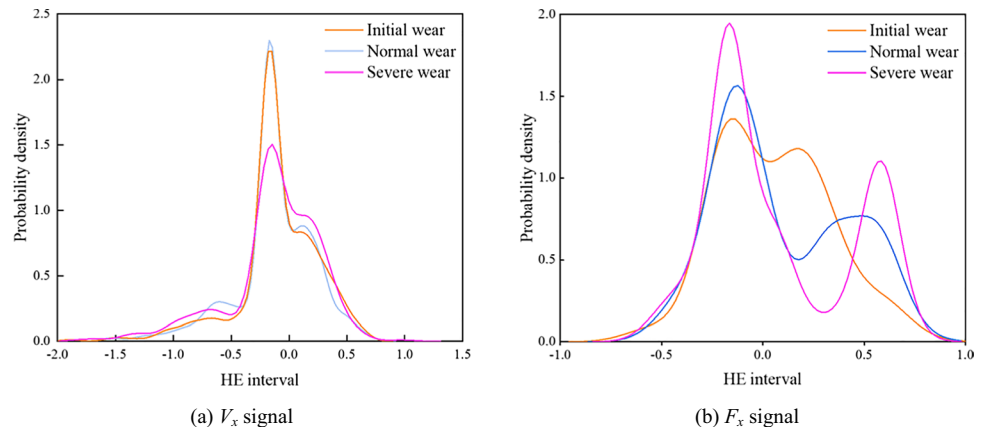 2.5
2.0
1.5
1.0
0.5
0.0
Probability density
-2.0 -1.5 -1.0 -0.5 0.0 0.5 1.0 1.5
HE interval
Initial wear
Normal wear
Severe wear
(a) Vx signal
2.0
1.5
1.0
0.5
0.0
Probability density
-1.0 -0.5 0.0 0.5 1.0
HE interval
Initial wear
Normal wear
Severe wear
(b) Fx signal